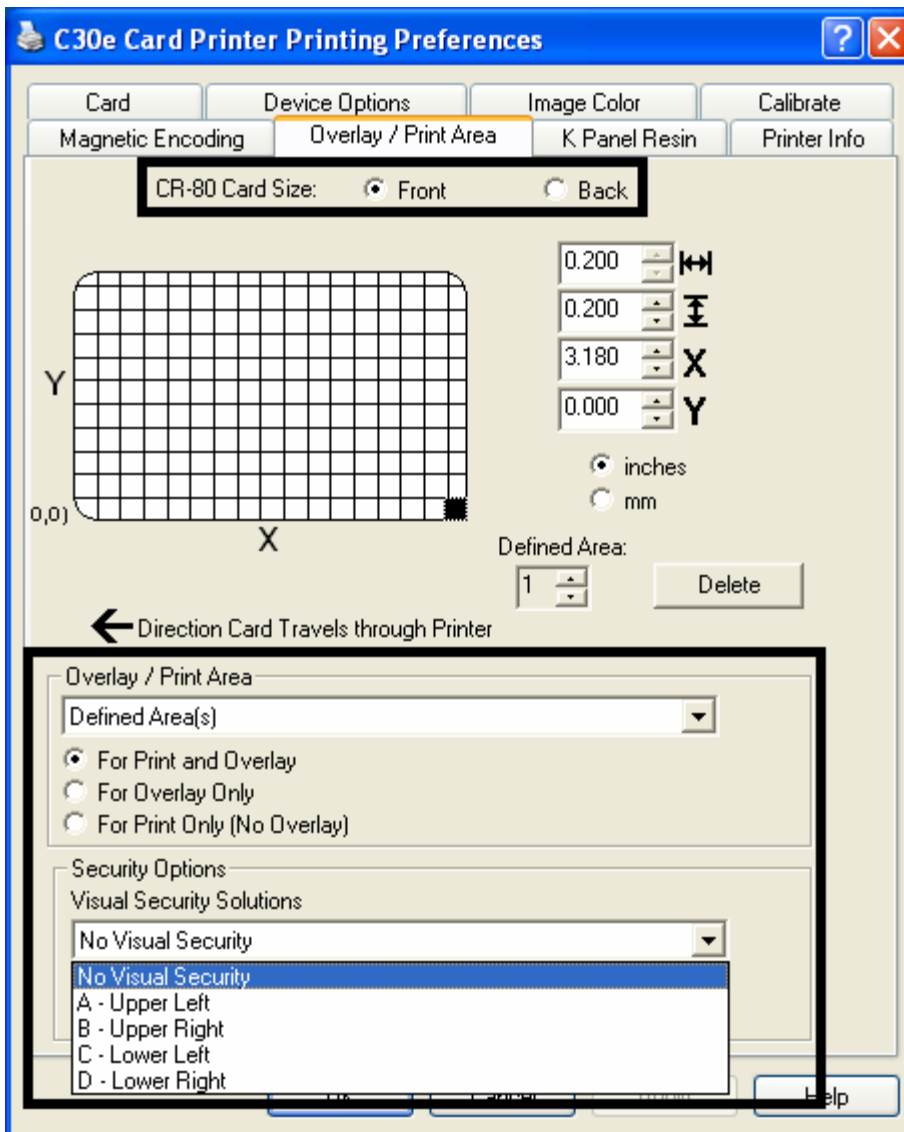 C30e Card Printer Printing Preferences
Card Device Options Image Color Calibrate
Magnetic Encoding Overlay / Print Area K Panel Resin Printer Info
CR-80 Card Size: Front Back
0.200
0.200
3.180 X
0.000 Y
Y
inches
mm
0,0)
X
Defined Area:
1 Delete
Direction Card Travels through Printer
Overlay / Print Area
Defined Area(s)
For Print and Overlay
For Overlay Only
For Print Only (No Overlay)
Security Options
Visual Security Solutions
No Visual Security
No Visual Security
A - Upper Left
B - Upper Right
C - Lower Left
D - Lower Right
Help